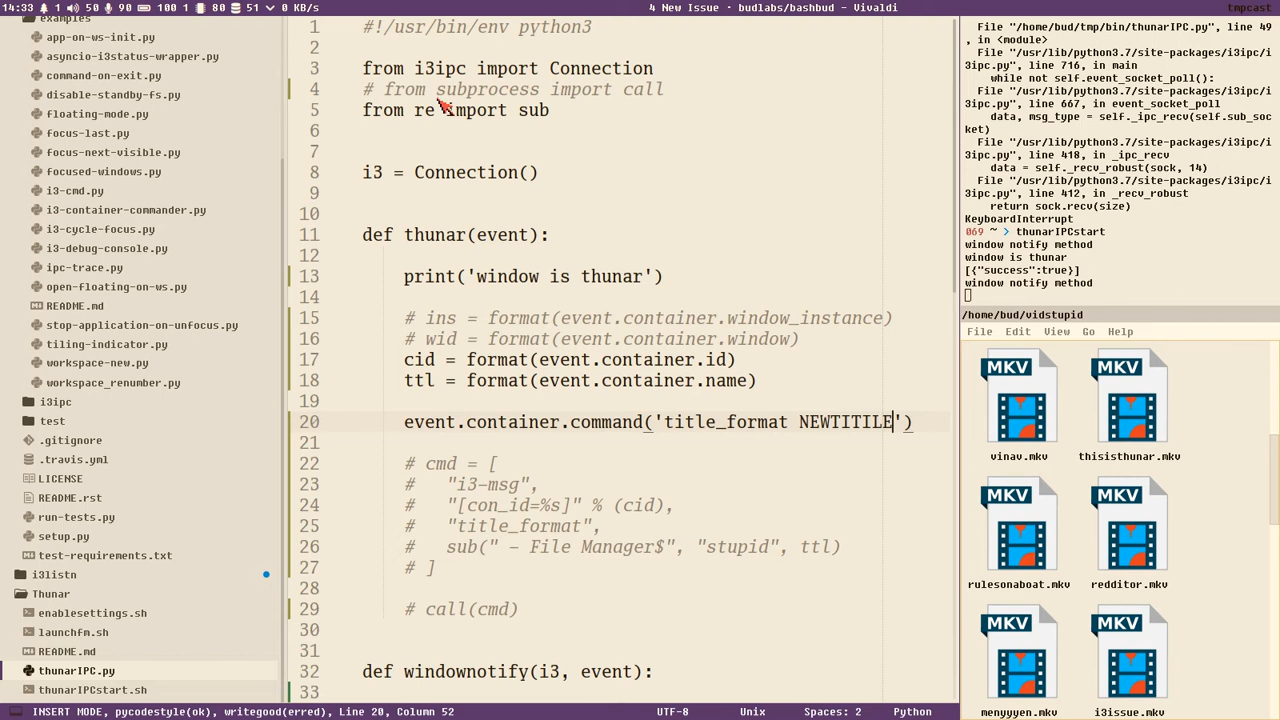 14:33 1 50 90 100 1 80 51 0 KB/s
4 New Issue · budlabs/bashbud - Vivaldi
tmpcast
examples
app-on-ws-init.py
asyncio-i3status-wrapper.py
command-on-exit.py
disable-standby-fs.py
floating-mode.py
focus-last.py
focus-next-visible.py
focused-windows.py
i3-cmd.py
i3-container-commander.py
i3-cycle-focus.py
i3-debug-console.py
ipc-trace.py
open-floating-on-ws.py
README.md
stop-application-on-unfocus.py
tiling-indicator.py
workspace-new.py
workspace_renumber.py
i3ipc
test
.gitignore
.travis.yml
LICENSE
README.rst
run-tests.py
setup.py
test-requirements.txt
i3listn
Thunar
enablesettings.sh
launchfm.sh
README.md
thunarIPC.py
thunarIPCstart.sh
1 #!/usr/bin/env python3
2
3 from i3ipc import Connection
4 # from subprocess import call
5 from re import sub
6
7
8 i3 = Connection()
9
10
11 def thunar(event):
12
13 print('window is thunar')
14
15 # ins = format(event.container.window_instance)
16 # wid = format(event.container.window)
17 cid = format(event.container.id)
18 ttl = format(event.container.name)
19
20 event.container.command('title_format NEWTITILE')
21
22 # cmd = [
23 # "i3-msg",
24 # "[con_id=%s]" % (cid),
25 # "title_format",
26 # sub(" - File Manager$", "stupid", ttl)
27 # ]
28
29 # call(cmd)
30
31
32 def windownotify(i3, event):
33
File "/home/bud/tmp/bin/thunarIPC.py", line 49
, in <module>
File "/usr/lib/python3.7/site-packages/i3ipc/i
3ipc.py", line 716, in main
while not self.event_socket_poll():
File "/usr/lib/python3.7/site-packages/i3ipc/i
3ipc.py", line 667, in event_socket_poll
data, msg_type = self._ipc_recv(self.sub_soc
ket)
File "/usr/lib/python3.7/site-packages/i3ipc/i
3ipc.py", line 418, in _ipc_recv
data = self._recv_robust(sock, 14)
File "/usr/lib/python3.7/site-packages/i3ipc/i
3ipc.py", line 412, in _recv_robust
return sock.recv(size)
KeyboardInterrupt
069 ~ > thunarIPCstart
window notify method
window is thunar
[{"success":true}]
window notify method
/home/bud/vidstupid
File Edit View Go Help
MKV MKV
vinav.mkv thisisthunar.mkv
MKV MKV
rulesonaboat.mkv redditor.mkv
MKV MKV
menyyyen.mkv i3issue.mkv
INSERT MODE, pycodestyle(ok), writegood(erred), Line 20, Column 52 UTF-8 Unix Spaces: 2 Python